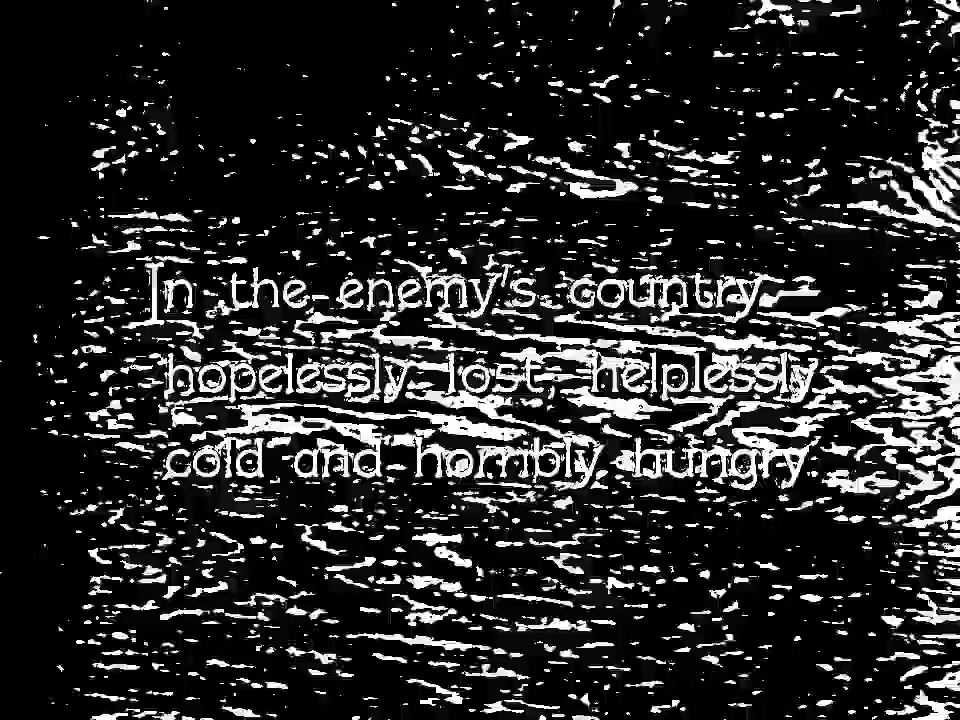 In the enemy's country
hopelessly lost, helplessly
cold and horribly hungry